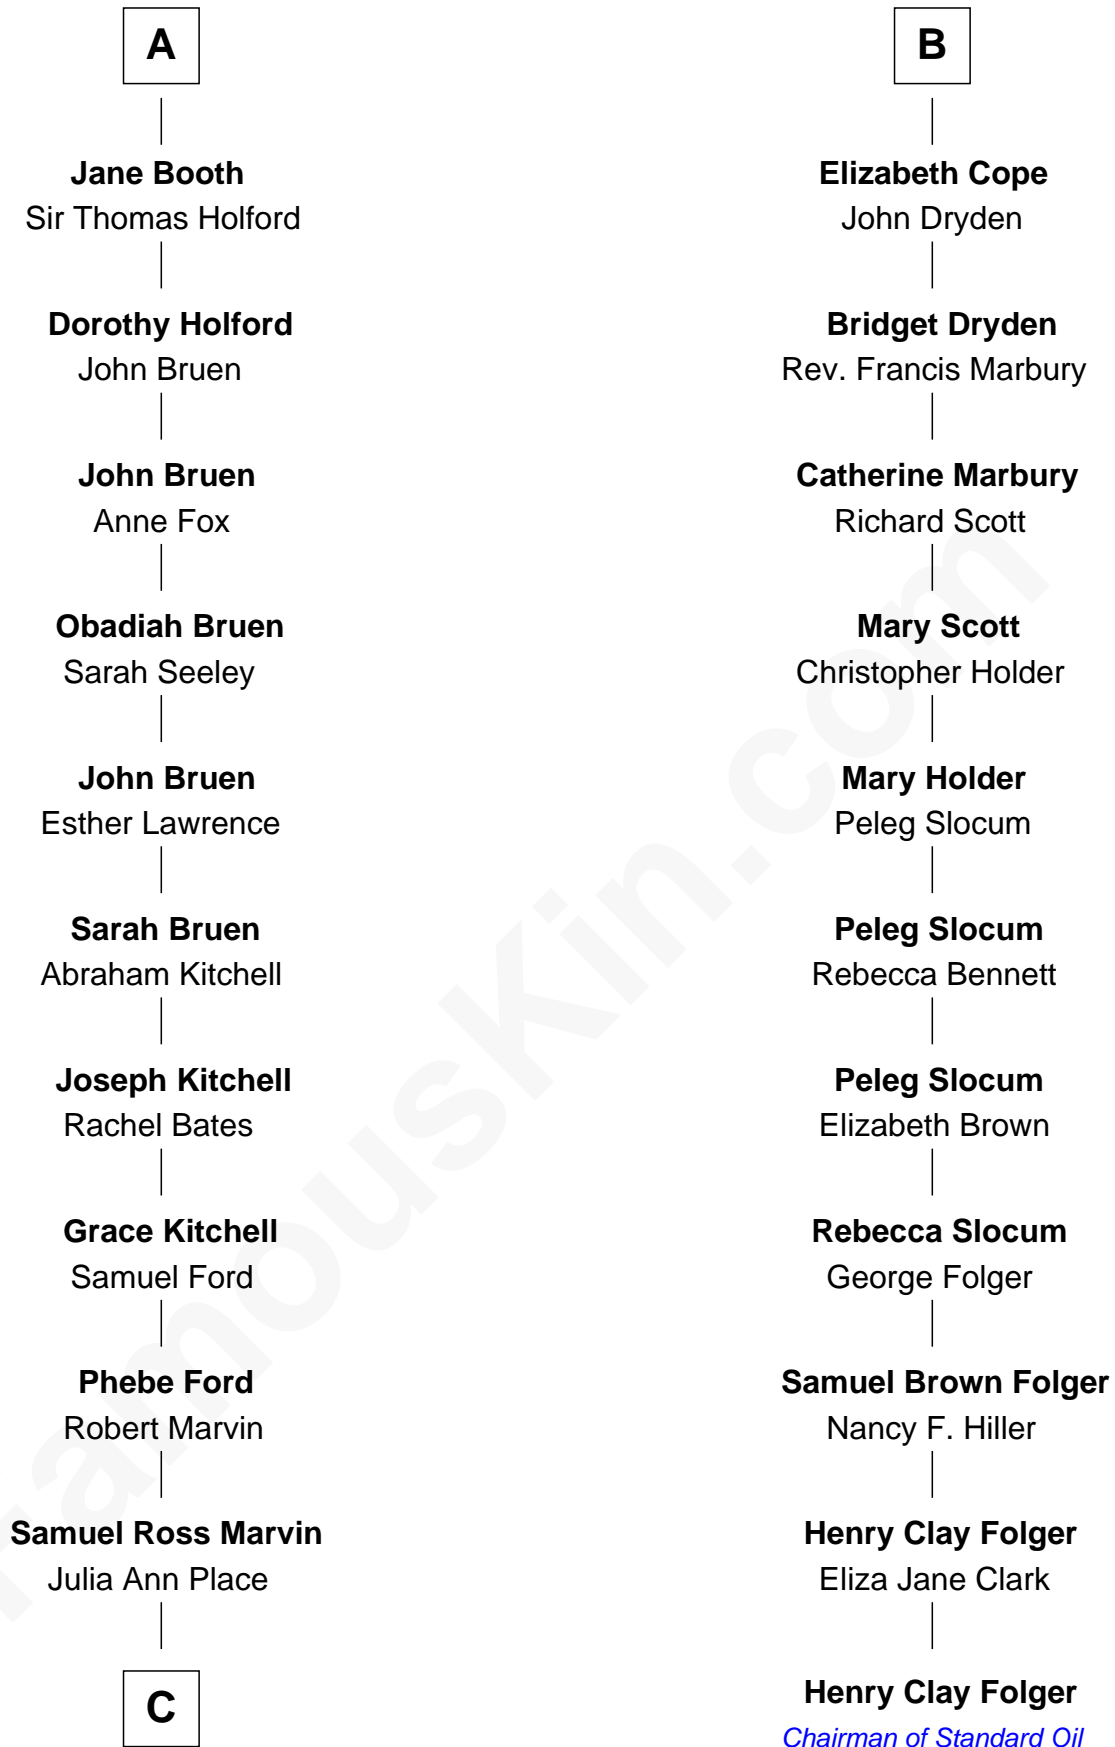 A
Jane Booth
Sir Thomas Holford
Dorothy Holford
John Bruen
John Bruen
Anne Fox
Obadiah Bruen
Sarah Seeley
John Bruen
Esther Lawrence
Sarah Bruen
Abraham Kitchell
Joseph Kitchell
Rachel Bates
Grace Kitchell
Samuel Ford
Phebe Ford
Robert Marvin
Samuel Ross Marvin
Julia Ann Place
C
B
Elizabeth Cope
John Dryden
Bridget Dryden
Rev. Francis Marbury
Catherine Marbury
Richard Scott
Mary Scott
Christopher Holder
Mary Holder
Peleg Slocum
Peleg Slocum
Rebecca Bennett
Peleg Slocum
Elizabeth Brown
Rebecca Slocum
George Folger
Samuel Brown Folger
Nancy F. Hiller
Henry Clay Folger
Eliza Jane Clark
Henry Clay Folger
Chairman of Standard Oil
FamousKin.com